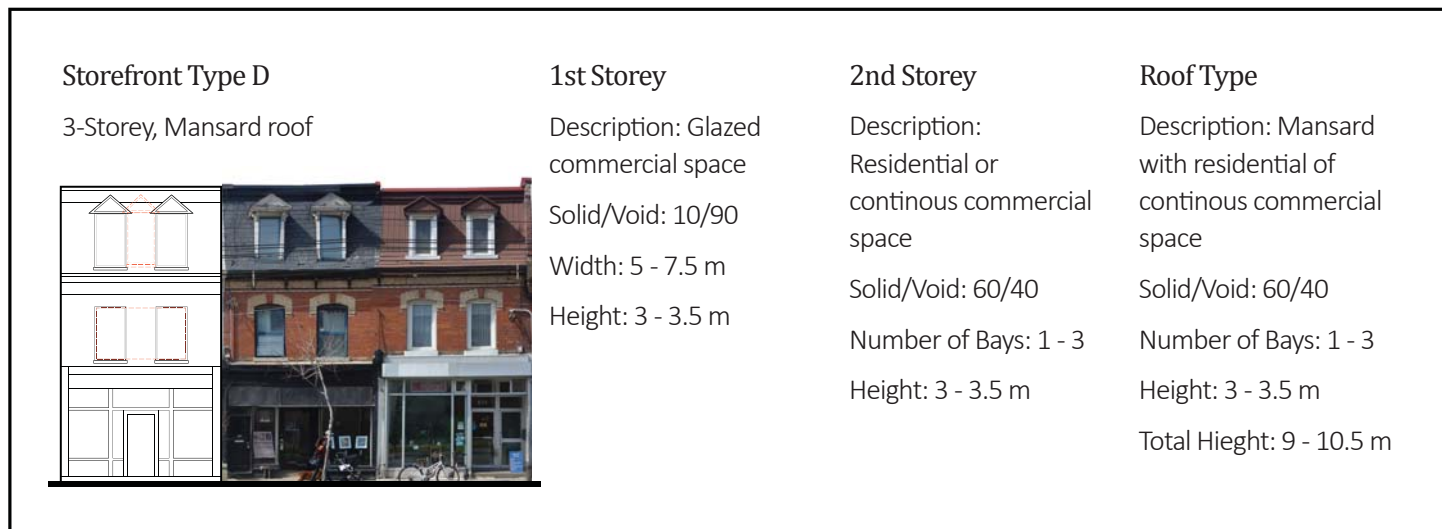 Storefront Type D
3-Storey, Mansard roof
1st Storey
Description: Glazed
commercial space
Solid/Void: 10/90
Width: 5 - 7.5 m
Height: 3 - 3.5 m
2nd Storey
Description:
Residential or
continous commercial
space
Solid/Void: 60/40
Number of Bays: 1 - 3
Height: 3 - 3.5 m
Roof Type
Description: Mansard
with residential of
continous commercial
space
Solid/Void: 60/40
Number of Bays: 1 - 3
Height: 3 - 3.5 m
Total Hieght: 9 - 10.5 m